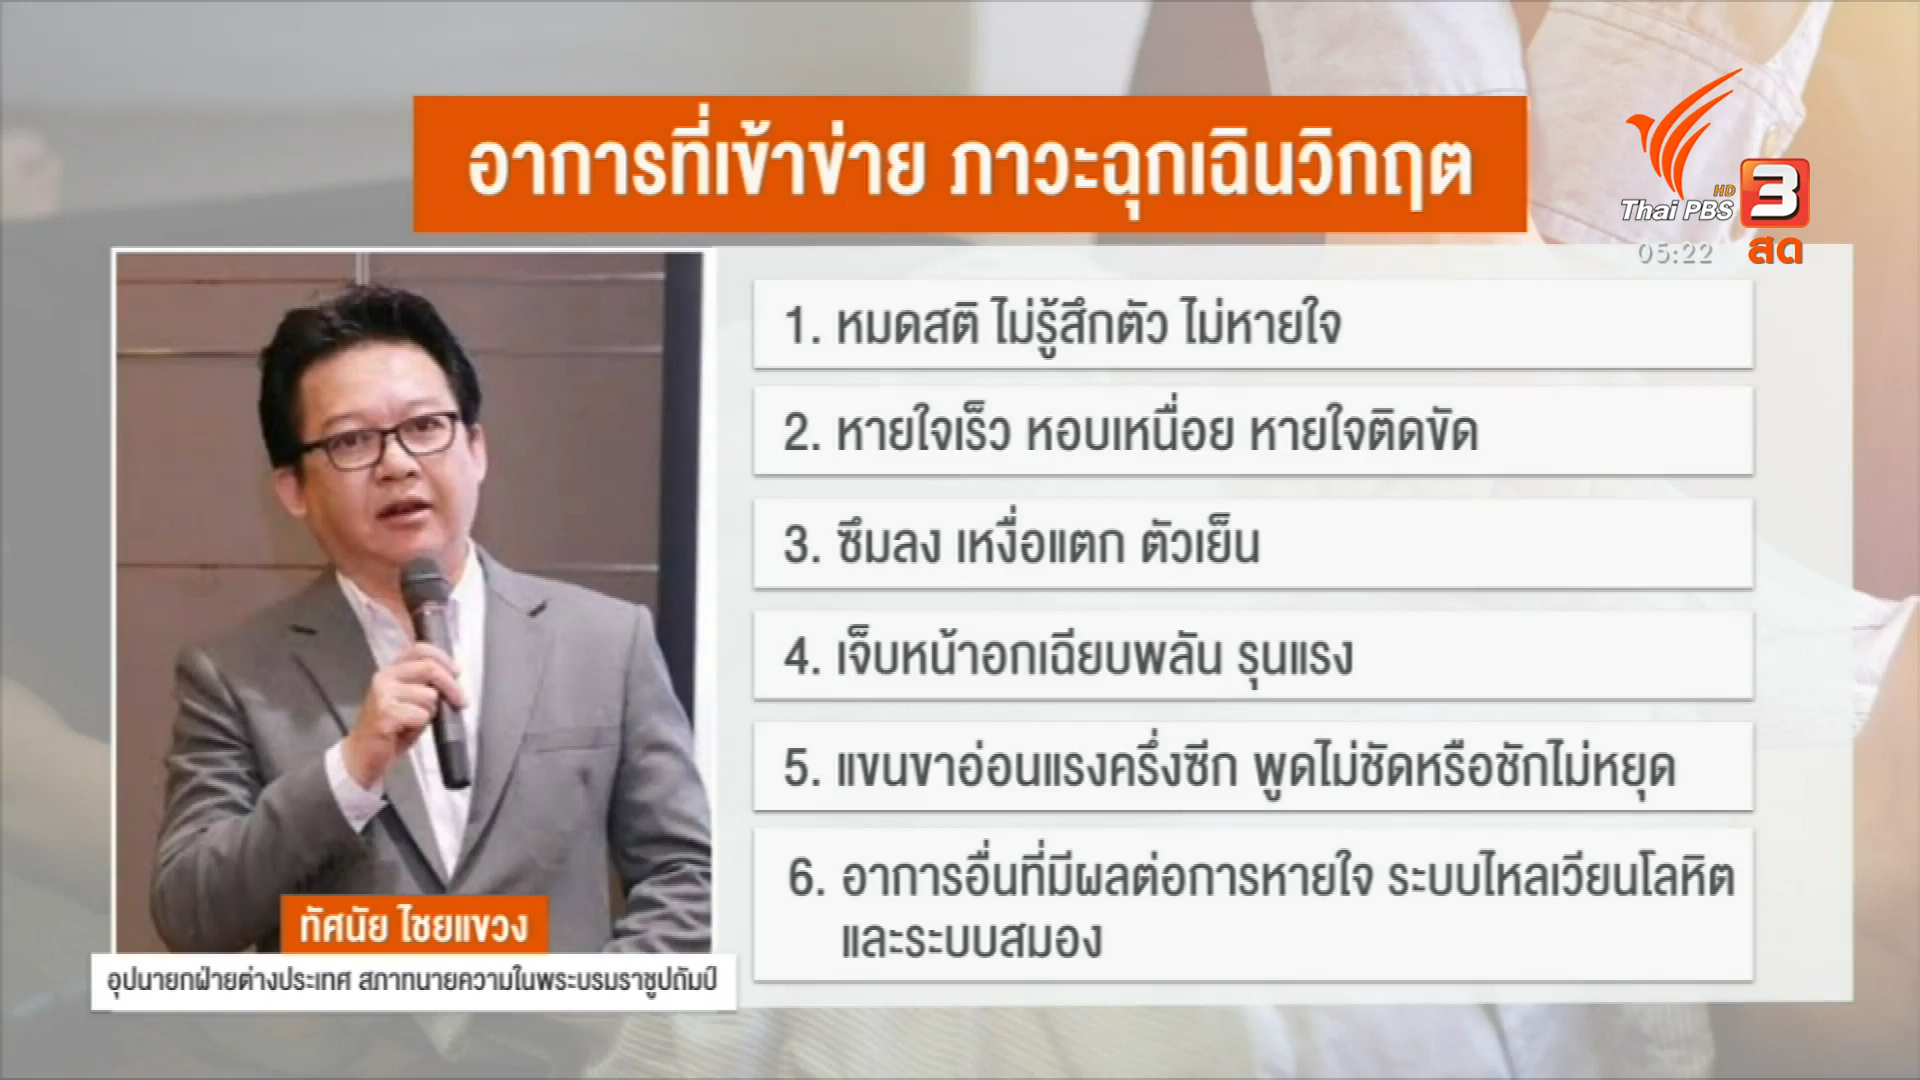 อาการที่เข้าข่าย ภาวะฉุกเฉินวิกฤต
HD
Thai PBS
3
05:22
สด
1. หมดสติ ไม่รู้สึกตัว ไม่หายใจ
2. หายใจเร็ว หอบเหนื่อย หายใจติดขัด
3. ซึมลง เหงื่อแตก ตัวเย็น
4. เจ็บหน้าอกเฉียบพลัน รุนแรง
5. แขนขาอ่อนแรงครึ่งซีก พูดไม่ชัดหรือชักไม่หยุด
6. อาการอื่นที่มีผลต่อการหายใจ ระบบไหลเวียนโลหิต
และระบบสมอง
ทัศนัย ไชยแขวง
อุปนายกฝ่ายต่างประเทศ สภาทนายความในพระบรมราชูปถัมป์